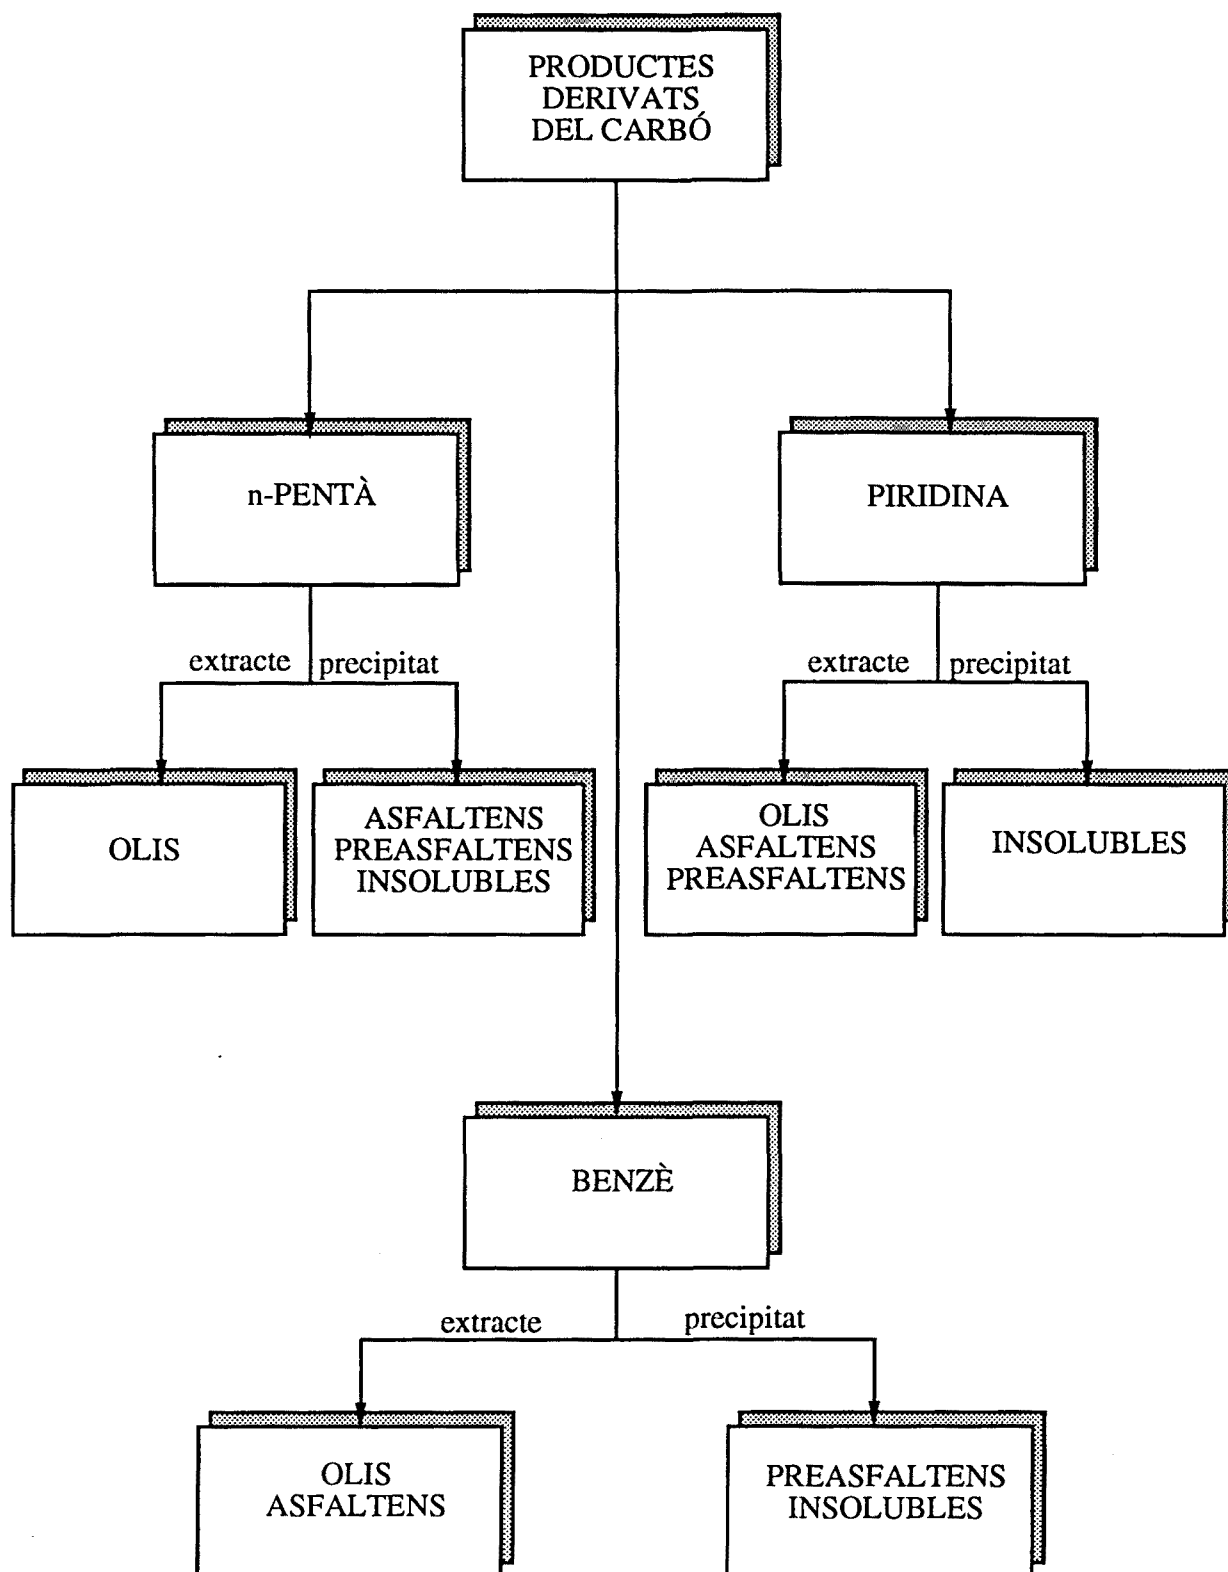 PRODUCTES
DERIVATS
DEL CARBÓ
n-PENTÀ
PIRIDINA
extracte precipitat
extracte precipitat
OLIS
ASFALTENS
PREASFALTENS
INSOLUBLES
OLIS
ASFALTENS
PREASFALTENS
INSOLUBLES
BENZÈ
extracte precipitat
OLIS
ASFALTENS
PREASFALTENS
INSOLUBLES